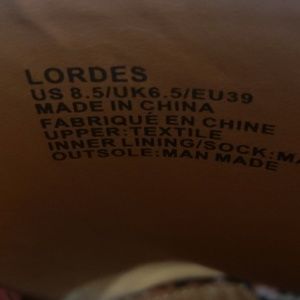 LORDES
US 8.5/UK6.5/EU39
MADE IN CHINA
FABRIQUÉ EN CHINE
UPPER:TEXTILE
INNER LINING/SOCK:MA
OUTSOLE:MAN MADE